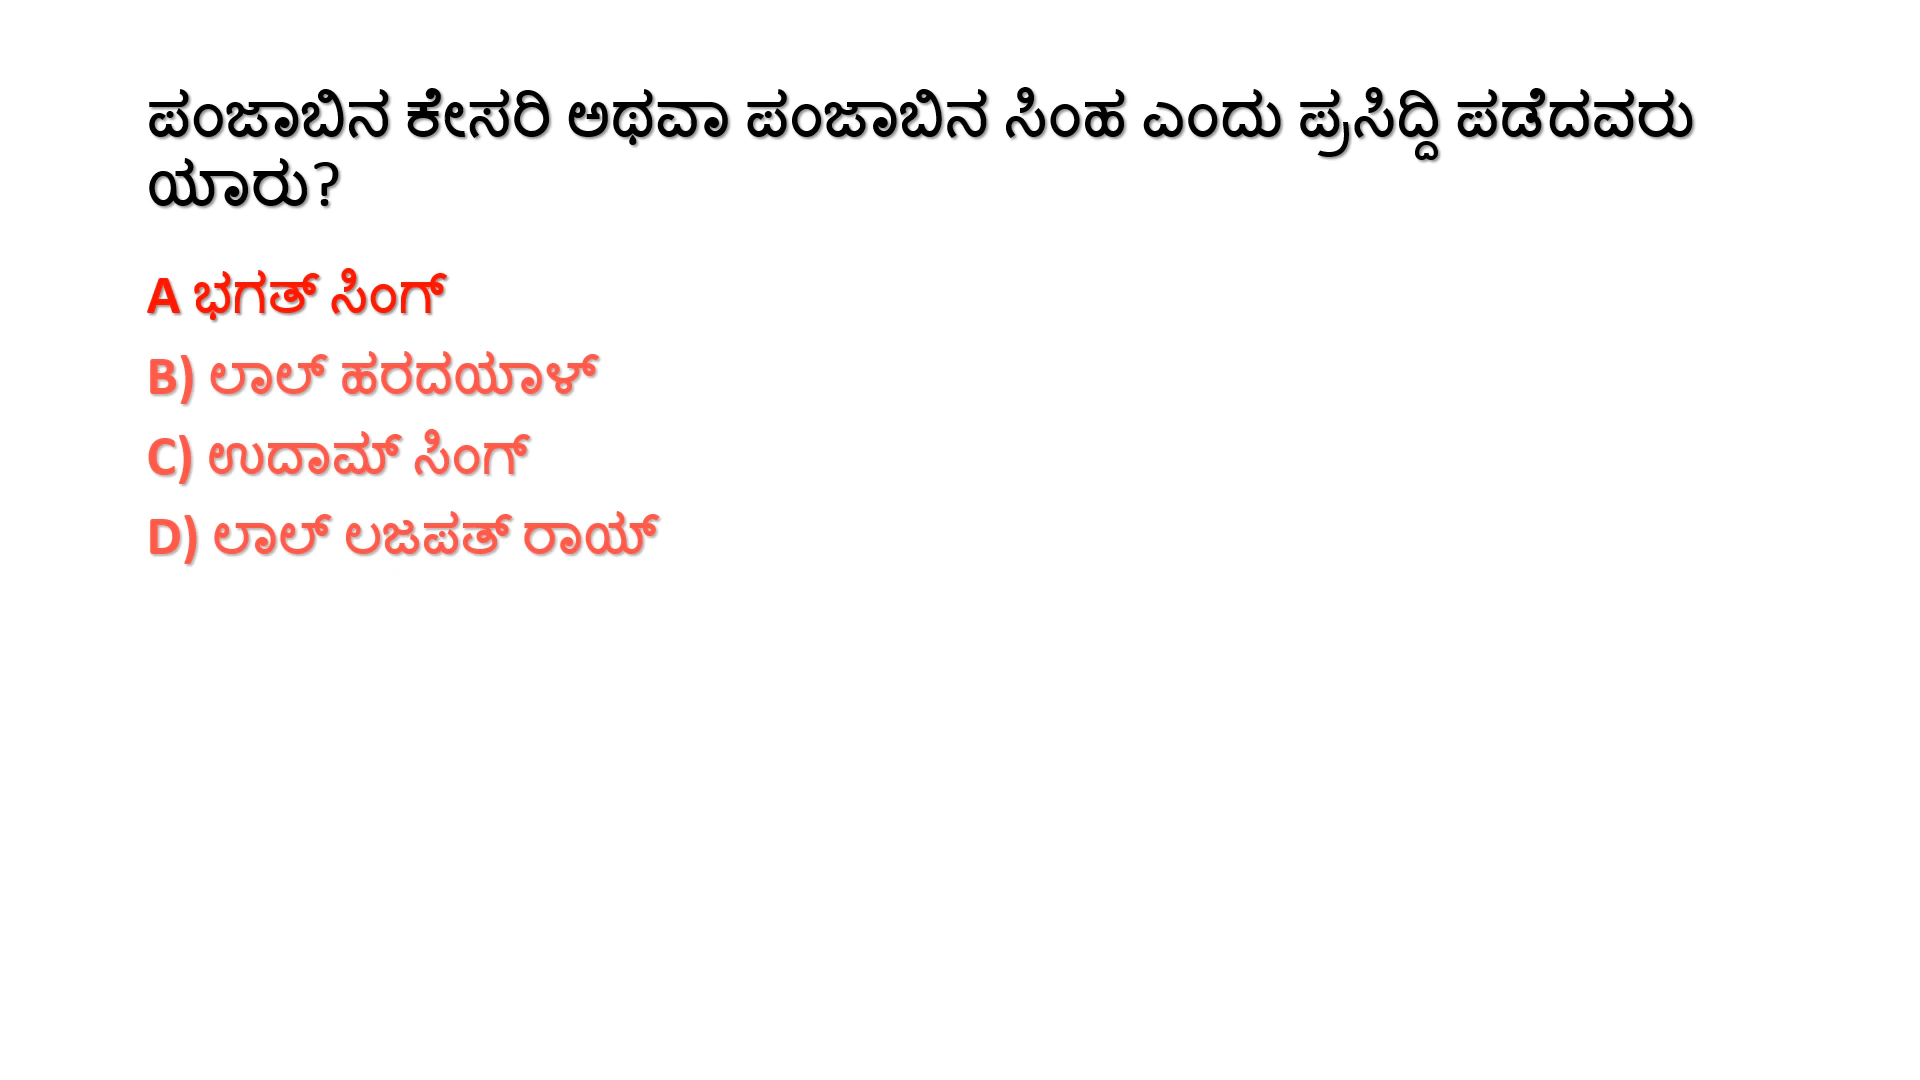 ಪಂಜಾಬಿನ ಕೇಸರಿ ಅಥವಾ ಪಂಜಾಬಿನ ಸಿಂಹ ಎಂದು ಪ್ರಸಿದ್ದಿ ಪಡೆದವರು
ಯಾರು?
A ಭಗತ್ ಸಿಂಗ್
B) ಲಾಲ್ ಹರದಯಾಳ್
C) ಉದಾಮ್ ಸಿಂಗ್
D) ಲಾಲ್ ಲಜಪತ್ ರಾಯ್